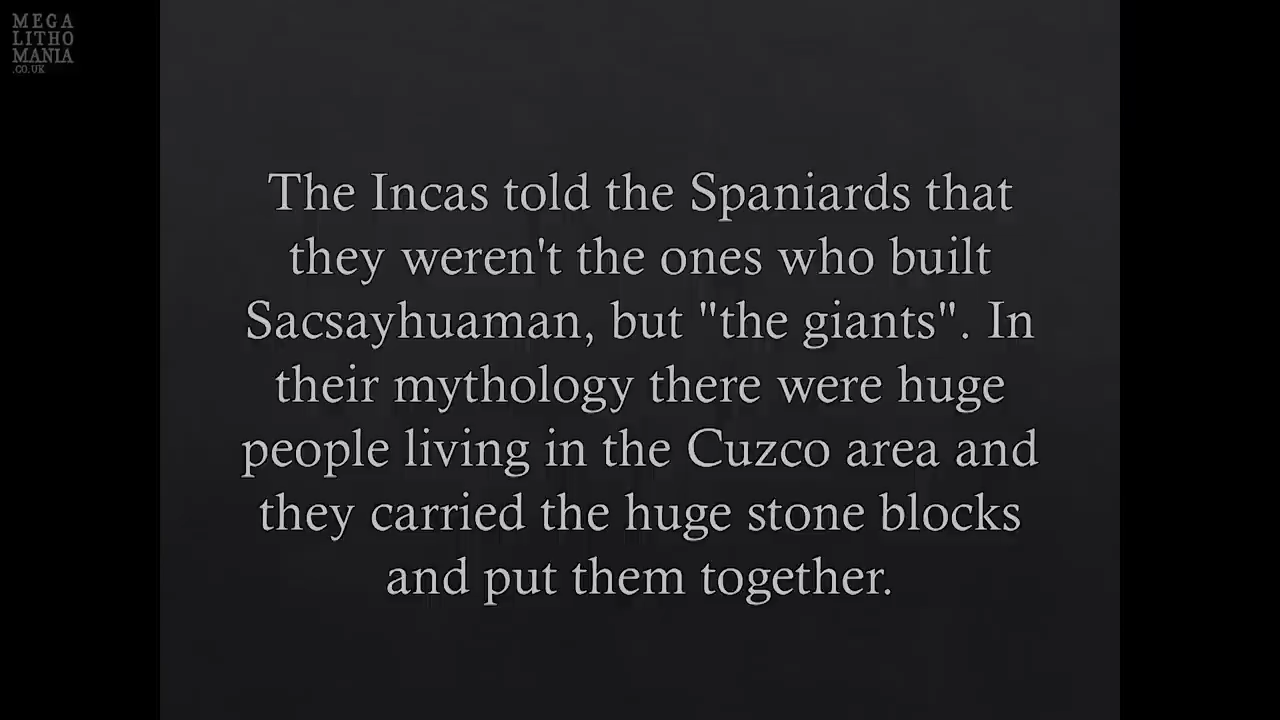 MEGA
LITHO
MANIA
.CO.UK
The Incas told the Spaniards that
they weren't the ones who built
Sacsayhuaman, but "the giants". In
their mythology there were huge
people living in the Cuzco area and
they carried the huge stone blocks
and put them together.